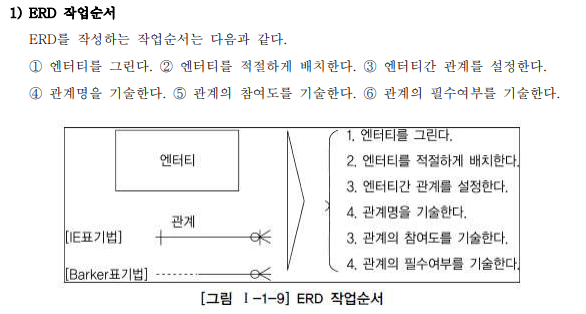 1) ERD 작업순서
ERD를 작성하는 작업순서는 다음과 같다.
① 엔터티를 그린다. ② 엔터티를 적절하게 배치한다. ③ 엔터티간 관계를 설정한다.
④ 관계명을 기술한다. ⑤ 관계의 참여도를 기술한다. ⑥ 관계의 필수여부를 기술한다.
엔터티
관계
[IE표기법]
[Barker표기법]
1. 엔터티를 그린다.
2. 엔터티를 적절하게 배치한다.
3. 엔터티간 관계를 설정한다.
4. 관계명을 기술한다.
3. 관계의 참여도를 기술한다.
4. 관계의 필수여부를 기술한다.
[그림 Ⅰ-1-9] ERD 작업순서